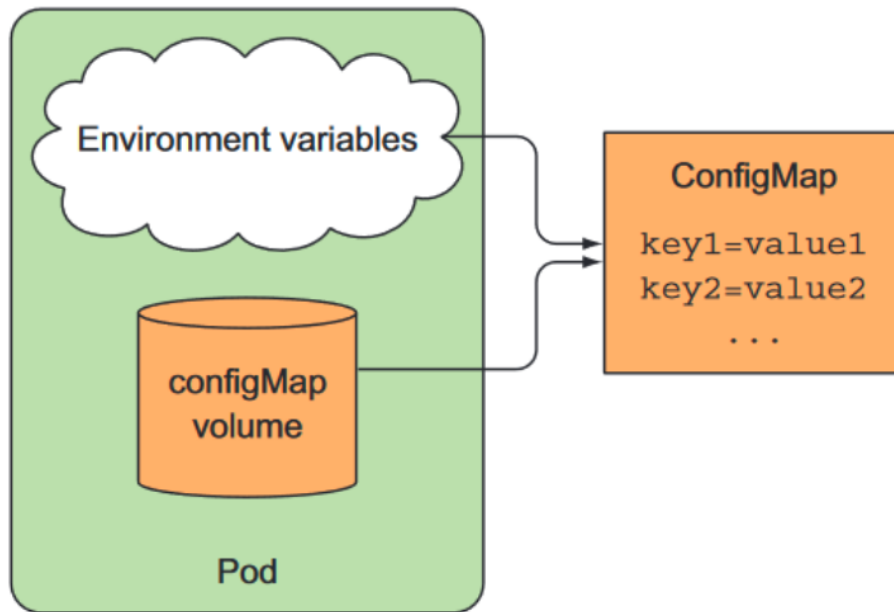 Environment variables
configMap
volume
Pod
ConfigMap
key1=value1
key2=value2
...